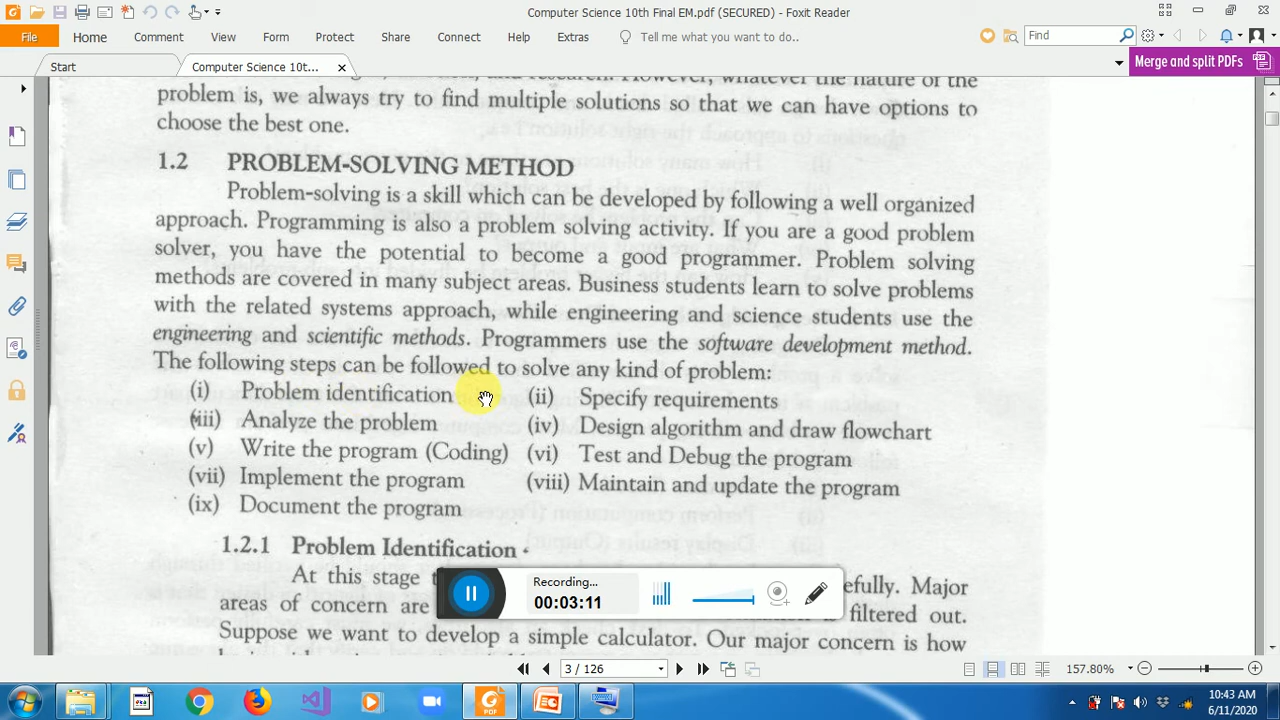 Computer Science 10th Final EM.pdf (SECURED) - Foxit Reader
File Home Comment View Form Protect Share Connect Help Extras Tell me what you want to do.. Find
Start Computer Science 10t... Merge and split PDFs
and research. However, whatever the nature of the
problem is, we always try to find multiple solutions so that we can have options to
choose the best one.
1.2 PROBLEM-SOLVING METHOD
Problem-solving is a skill which can be developed by following a well organized
approach. Programming is also a problem solving activity. If you are a good problem
solver, you have the potential to become a good programmer. Problem solving
methods are covered in many subject areas. Business students learn to solve problems
with the related systems approach, while engineering and science students use the
engineering and scientific methods. Programmers use the software development method.
The following steps can be followed to solve any kind of problem:
(i) Problem identification (ii) Specify requirements
(iii) Analyze the problem (iv) Design algorithm and draw flowchart
(v) Write the program (Coding) (vi) Test and Debug the program
(vii) Implement the program (viii) Maintain and update the program
(ix) Document the program
1.2.1 Problem Identification
At this stage efully. Major
areas of concern are filtered out.
Suppose we want to develop a simple calculator. Our major concern is how
Recording...
00:03:11
3 / 126 157.80%
PDF
10:43 AM
6/11/2020